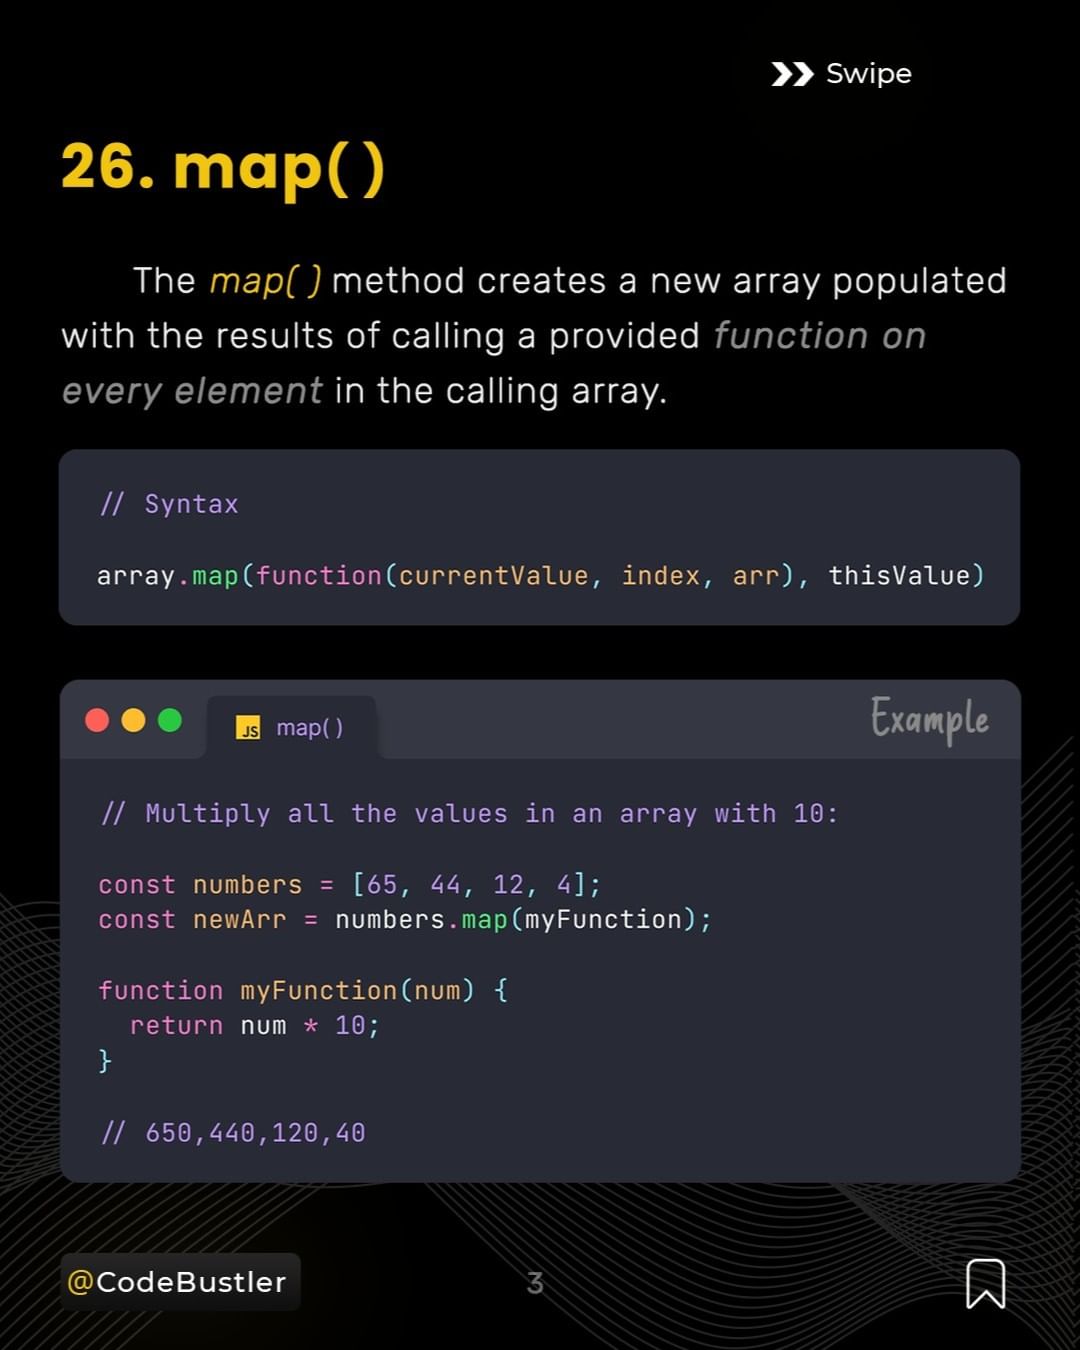 Swipe
26. map( )
The map( ) method creates a new array populated
with the results of calling a provided function on
every element in the calling array.
// Syntax
array.map(function(currentValue, index, arr), thisValue)
JS map( )
Example
// Multiply all the values in an array with 10:
const numbers = [65, 44, 12, 4];
const newArr = numbers.map(myFunction);
function myFunction(num) {
  return num * 10;
}
// 650,440,120,40
@CodeBustler
3